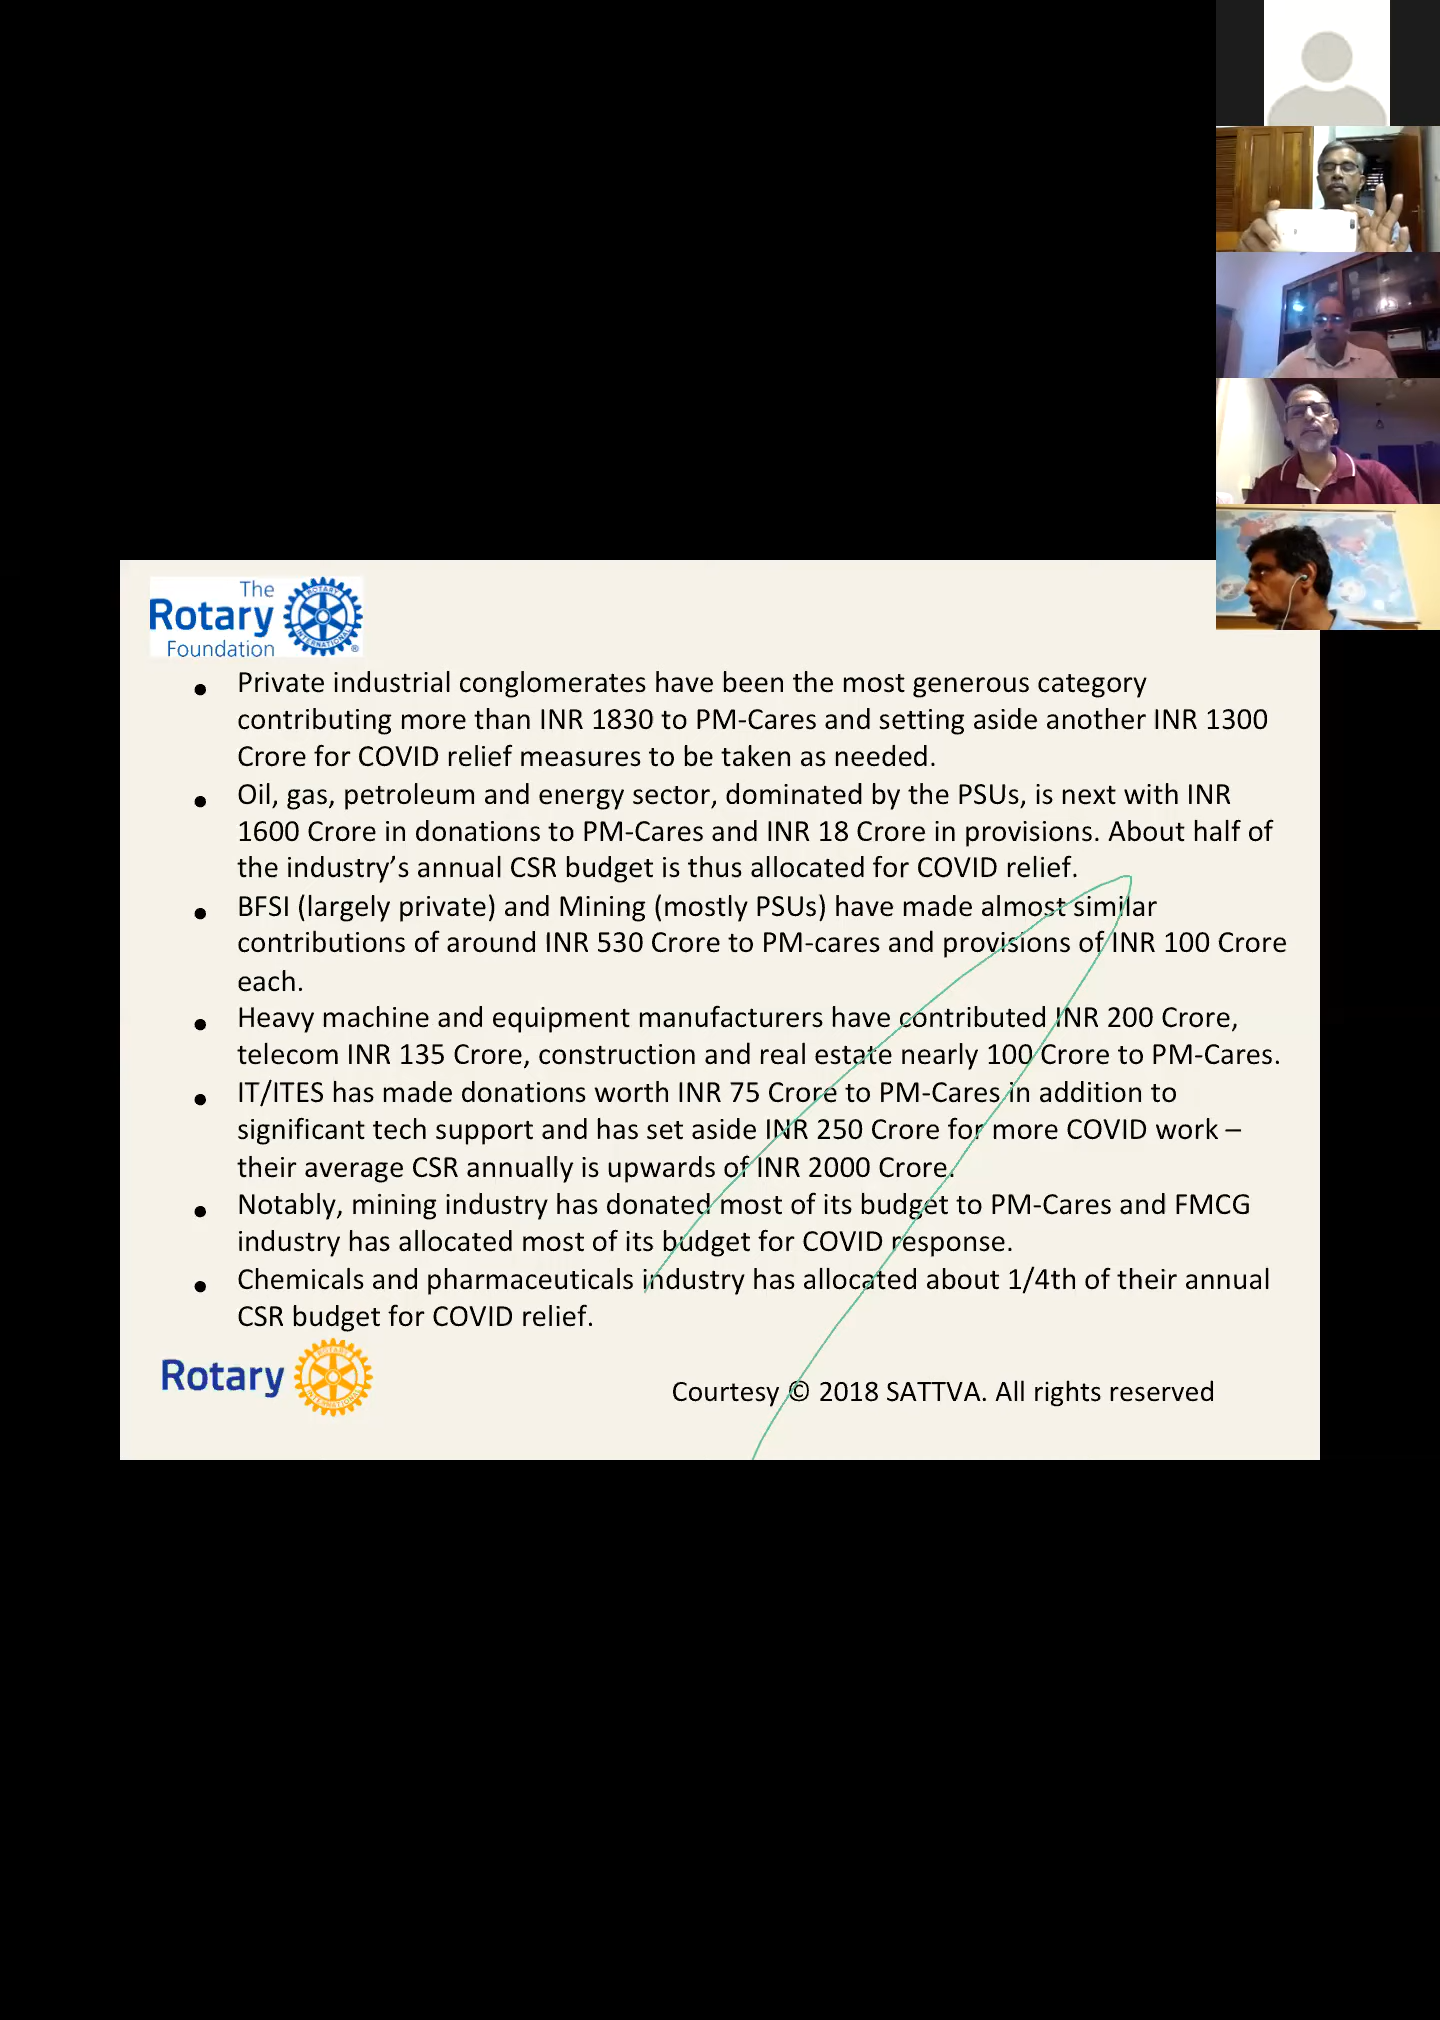 The
Rotary
Foundation
ROTARY
INTERNATIONAL
®
• Private industrial conglomerates have been the most generous category
contributing more than INR 1830 to PM-Cares and setting aside another INR 1300
Crore for COVID relief measures to be taken as needed.
• Oil, gas, petroleum and energy sector, dominated by the PSUs, is next with INR
1600 Crore in donations to PM-Cares and INR 18 Crore in provisions. About half of
the industry’s annual CSR budget is thus allocated for COVID relief.
• BFSI (largely private) and Mining (mostly PSUs) have made almost similar
contributions of around INR 530 Crore to PM-cares and provisions of INR 100 Crore
each.
• Heavy machine and equipment manufacturers have contributed INR 200 Crore,
telecom INR 135 Crore, construction and real estate nearly 100 Crore to PM-Cares.
• IT/ITES has made donations worth INR 75 Crore to PM-Cares in addition to
significant tech support and has set aside INR 250 Crore for more COVID work –
their average CSR annually is upwards of INR 2000 Crore.
• Notably, mining industry has donated most of its budget to PM-Cares and FMCG
industry has allocated most of its budget for COVID response.
• Chemicals and pharmaceuticals industry has allocated about 1/4th of their annual
CSR budget for COVID relief.
Rotary
ROTARY
INTERNATIONAL
Courtesy © 2018 SATTVA. All rights reserved